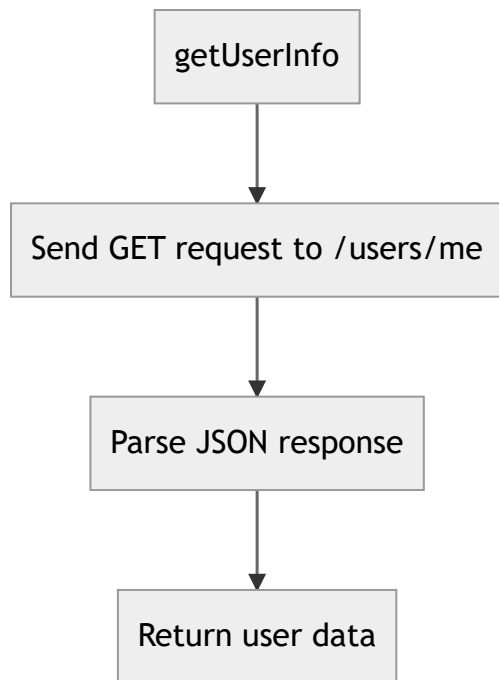 getUserInfo
Send GET request to /users/me
Parse JSON response
Return user data